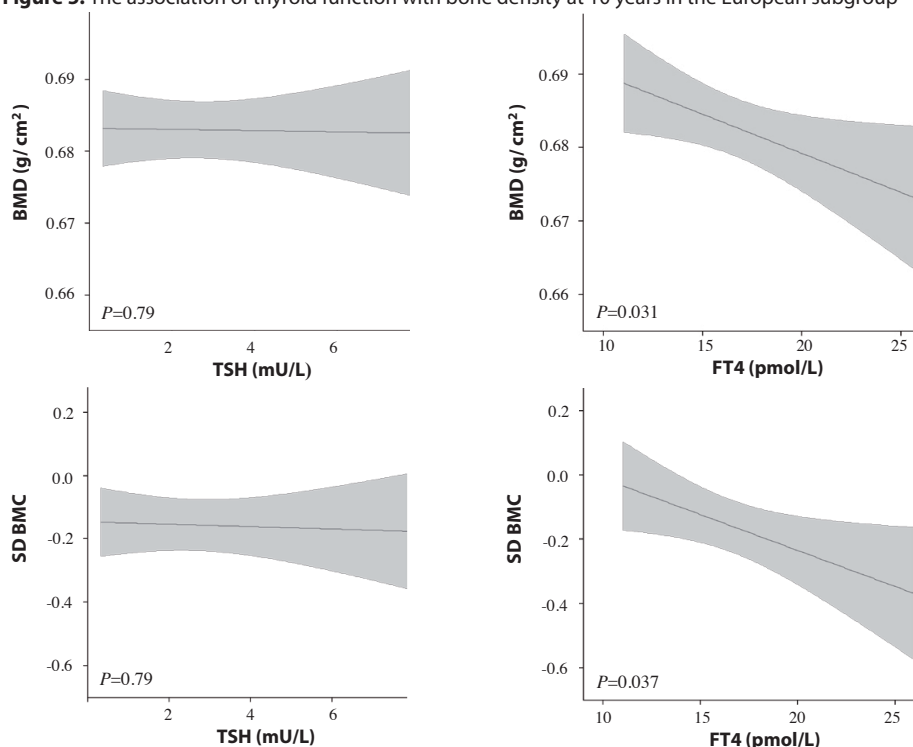 Figure The association of thyroid function with bone density at 10 years in the European subgroup
BMD (g/ cm²)
0.69
0.68
0.67
0.66
P=0.79
2 4 6
TSH (mU/L)
BMD (g/ cm²)
0.69
0.68
0.67
0.66
P=0.031
10 15 20 25
FT4 (pmol/L)
SD BMC
0.2
0.0
-0.2
-0.4
-0.6
P=0.79
2 4 6
TSH (mU/L)
SD BMC
0.2
0.0
-0.2
-0.4
-0.6
P=0.037
10 15 20 25
FT4 (pmol/L)